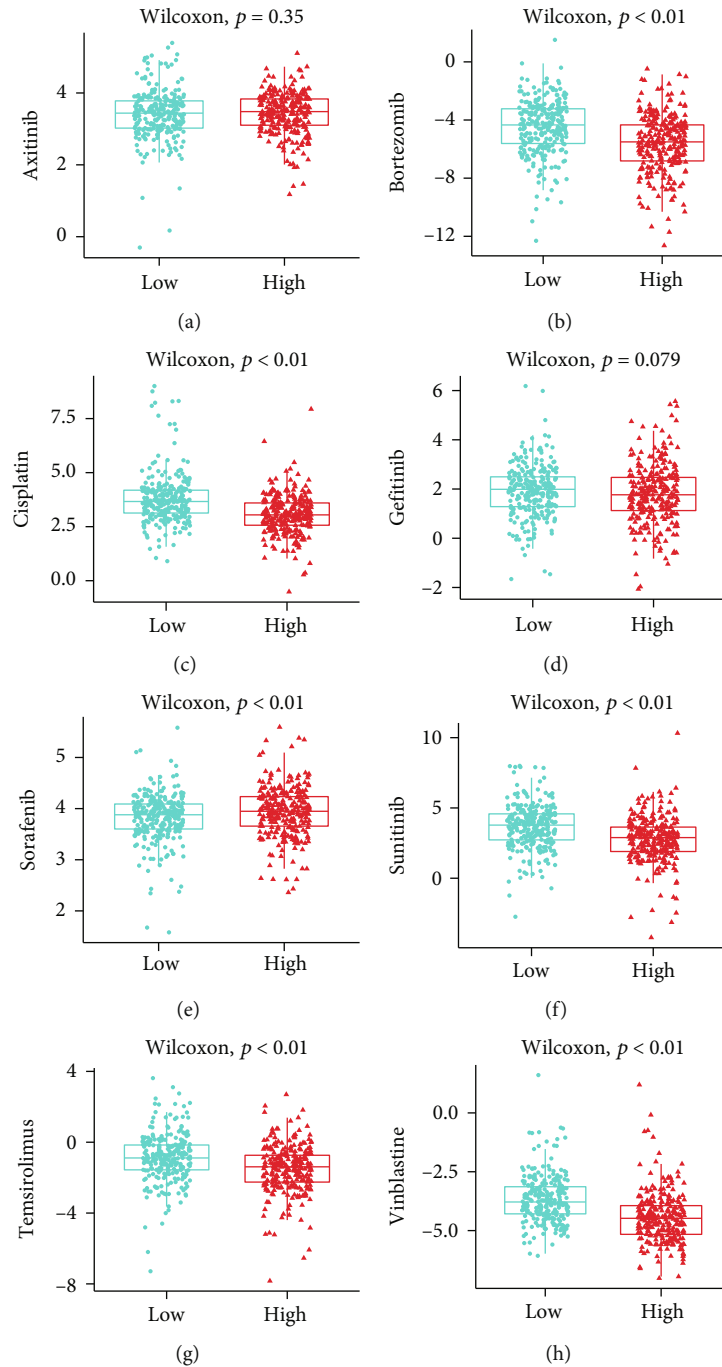 Wilcoxon, p = 0.35
Axitinib
4
2
0
Low High
(a)
Wilcoxon, p < 0.01
Bortezomib
0
−4
−8
−12
Low High
(b)
Wilcoxon, p < 0.01
Cisplatin
7.5
5.0
2.5
0.0
Low High
(c)
Wilcoxon, p = 0.079
Gefitinib
6
4
2
0
−2
Low High
(d)
Wilcoxon, p < 0.01
Sorafenib
5
4
3
2
Low High
(e)
Wilcoxon, p < 0.01
Sunitinib
10
5
0
Low High
(f)
Wilcoxon, p < 0.01
Temsirolimus
4
0
−4
−8
Low High
(g)
Wilcoxon, p < 0.01
Vinblastine
0.0
−2.5
−5.0
Low High
(h)